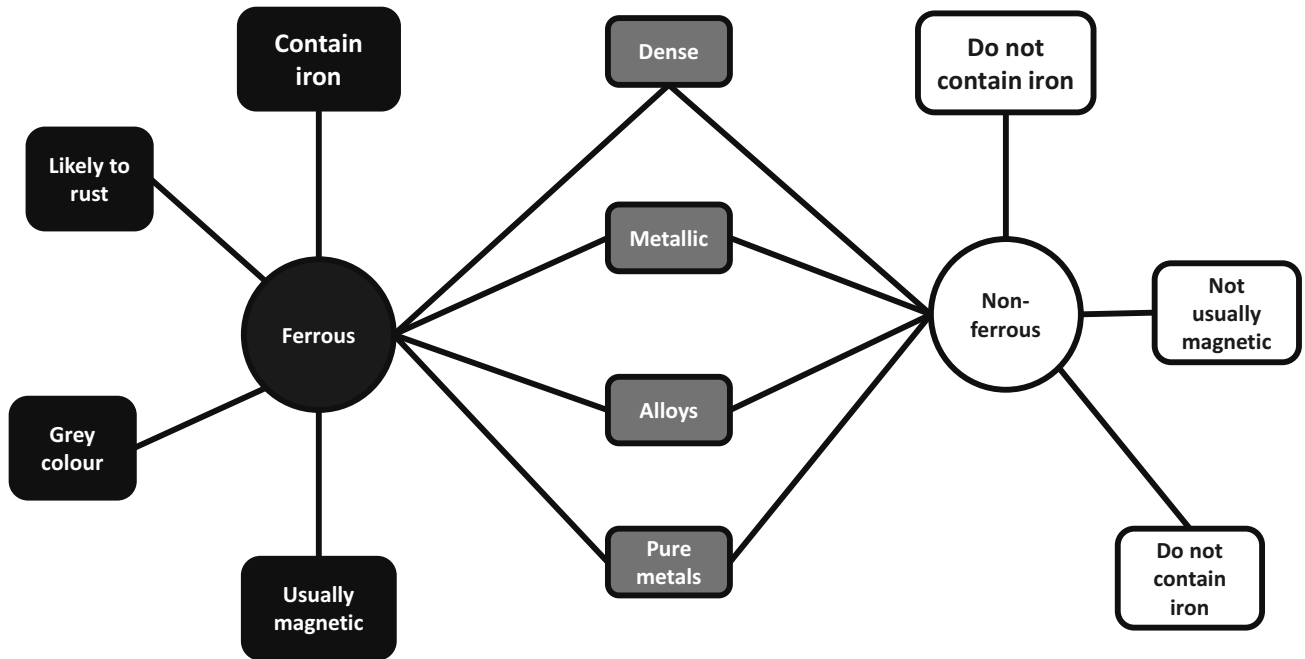 Contain
iron
Dense
Do not
contain iron
Likely to
rust
Metallic
Ferrous
Non-
ferrous
Not
usually
magnetic
Alloys
Grey
colour
Pure
metals
Usually
magnetic
Do not
contain
iron